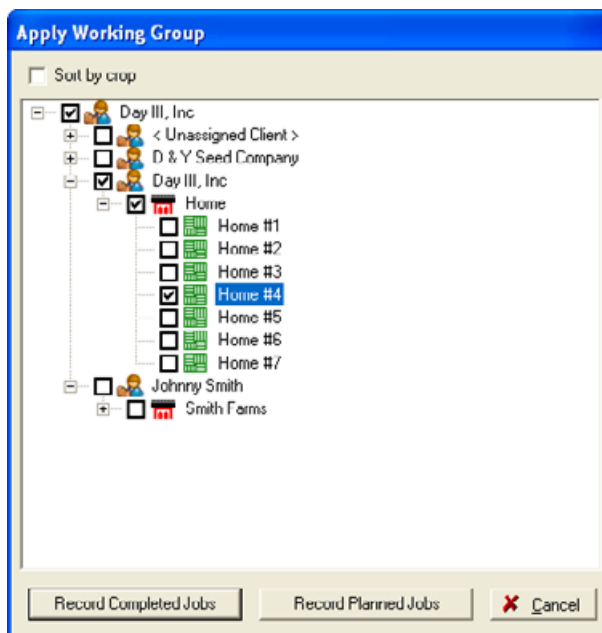 Apply Working Group
Sort by crop
Day III, Inc
< Unassigned Client >
D & Y Seed Company
Day III, Inc
Home
Home #1
Home #2
Home #3
Home #4
Home #5
Home #6
Home #7
Johnny Smith
Smith Farms
Record Completed Jobs Record Planned Jobs Cancel